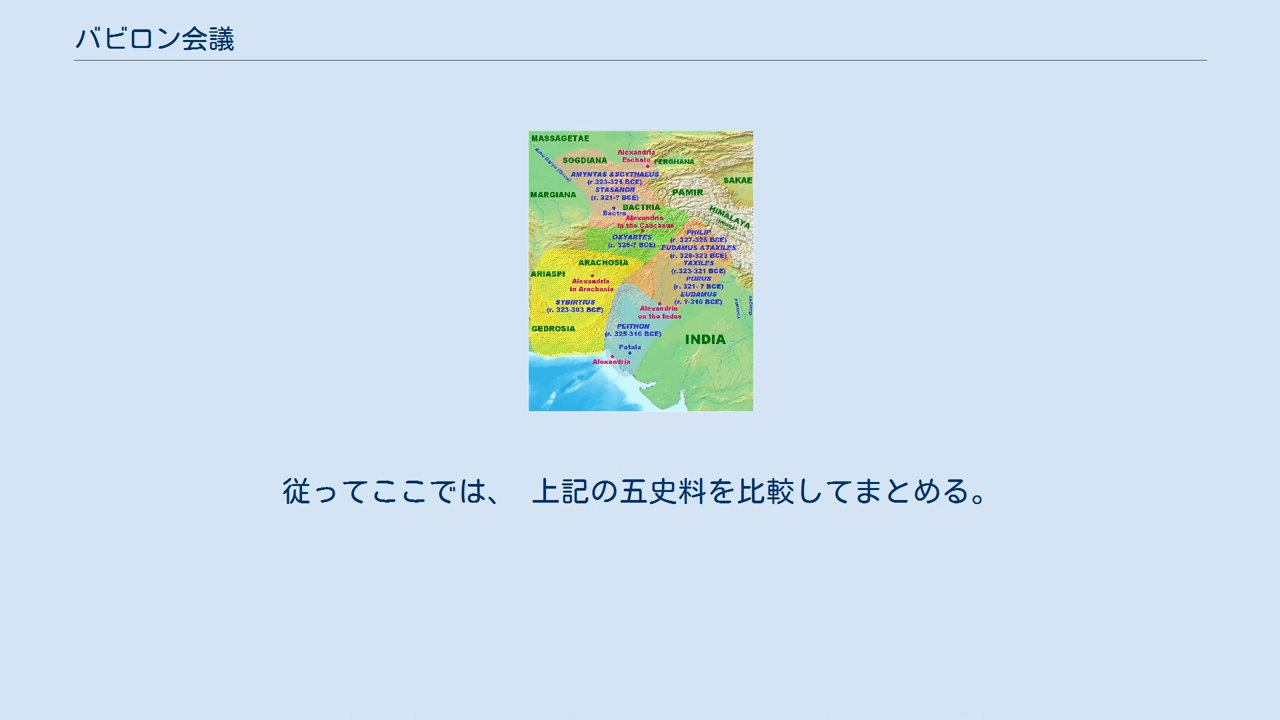 バビロン会議
MASSAGETAE
Alexandria
Eschate
FERGHANA
SOGDIANA
AMYNTAS & SCYTHAEUS
(r. 323-321 BCE)
STASANOR
(r. 321-? BCE)
SAKAE
PAMIR
MARGIANA
BACTRIA
Bactra
Alexandria
in the Caucasus
HIMALAYA
OXYARTES
PHILIP
(r. 327-326 BCE)
EUDAMUS & TAXILES
(r. 326-323 BCE)
TAXILES
(r. 323-321 BCE)
PORUS
(r. 321- ? BCE)
EUDAMUS
ARACHOSIA
ARIASPI
Alexandria
in Arachosia
SYBIRTIUS
(r. 323-303 BCE)
Alexandria
on the Indus
GEDROSIA
PEITHON
(r. 325-316 BCE)
INDIA
Patala
Alexandria
従ってここでは、 上記の五史料を比較してまとめる。